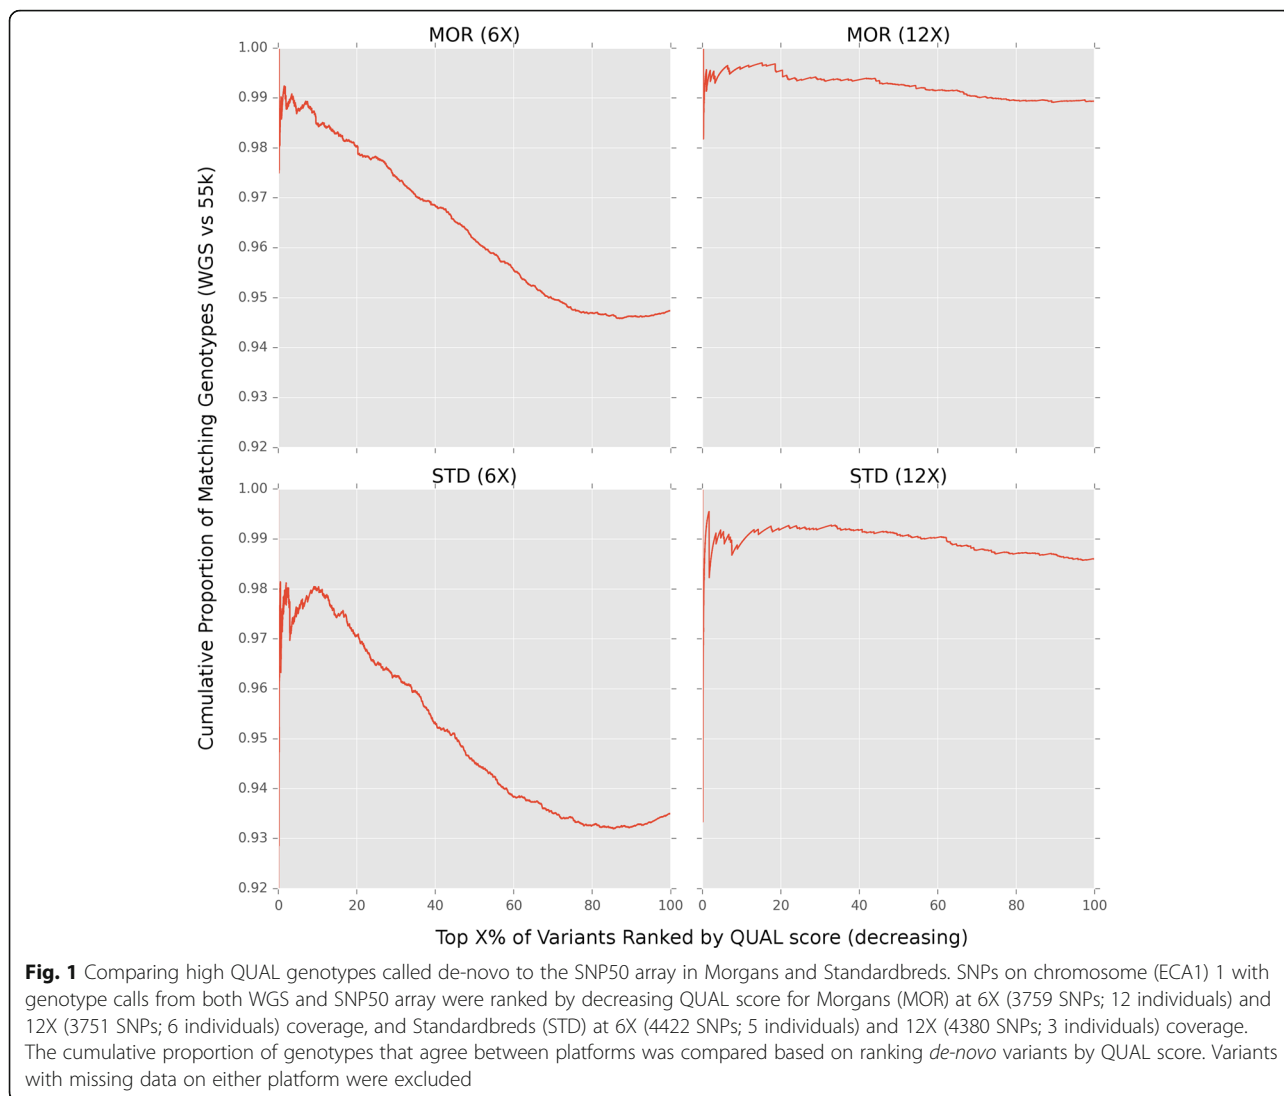 MOR (6X)
MOR (12X)
1.00
0.99
0.98
0.97
0.96
0.95
0.94
0.93
0.92
STD (6X)
STD (12X)
1.00
0.99
0.98
0.97
0.96
0.95
0.94
0.93
0.92
Cumulative Proportion of Matching Genotypes (WGS vs 55k)
0 20 40 60 80 100
0 20 40 60 80 100
Top X% of Variants Ranked by QUAL score (decreasing)
Fig. 1 Comparing high QUAL genotypes called de-novo to the SNP50 array in Morgans and Standardbreds. SNPs on chromosome (ECA1) 1 with
genotype calls from both WGS and SNP50 array were ranked by decreasing QUAL score for Morgans (MOR) at 6X (3759 SNPs; 12 individuals) and
12X (3751 SNPs; 6 individuals) coverage, and Standardbreds (STD) at 6X (4422 SNPs; 5 individuals) and 12X (4380 SNPs; 3 individuals) coverage.
The cumulative proportion of genotypes that agree between platforms was compared based on ranking de-novo variants by QUAL score. Variants
with missing data on either platform were excluded